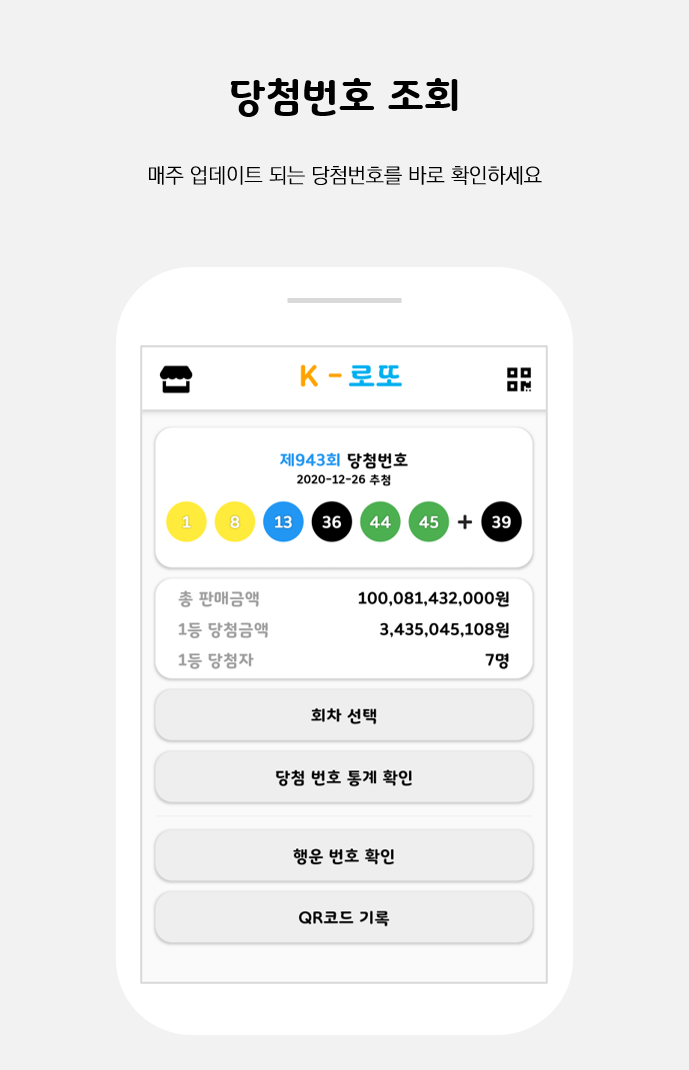 당첨번호 조회
매주 업데이트 되는 당첨번호를 바로 확인하세요
K - 로또
제943회 당첨번호
2020-12-26 추첨
1 8 13 36 44 45 + 39
총 판매금액 100,081,432,000원
1등 당첨금액 3,435,045,108원
1등 당첨자 7명
회차 선택
당첨 번호 통계 확인
행운 번호 확인
QR코드 기록